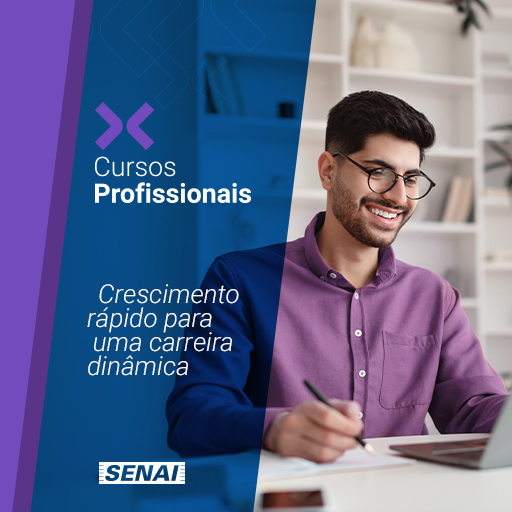 Cursos
Profissionais
Crescimento
rápido para
uma carreira
dinâmica
SENAI